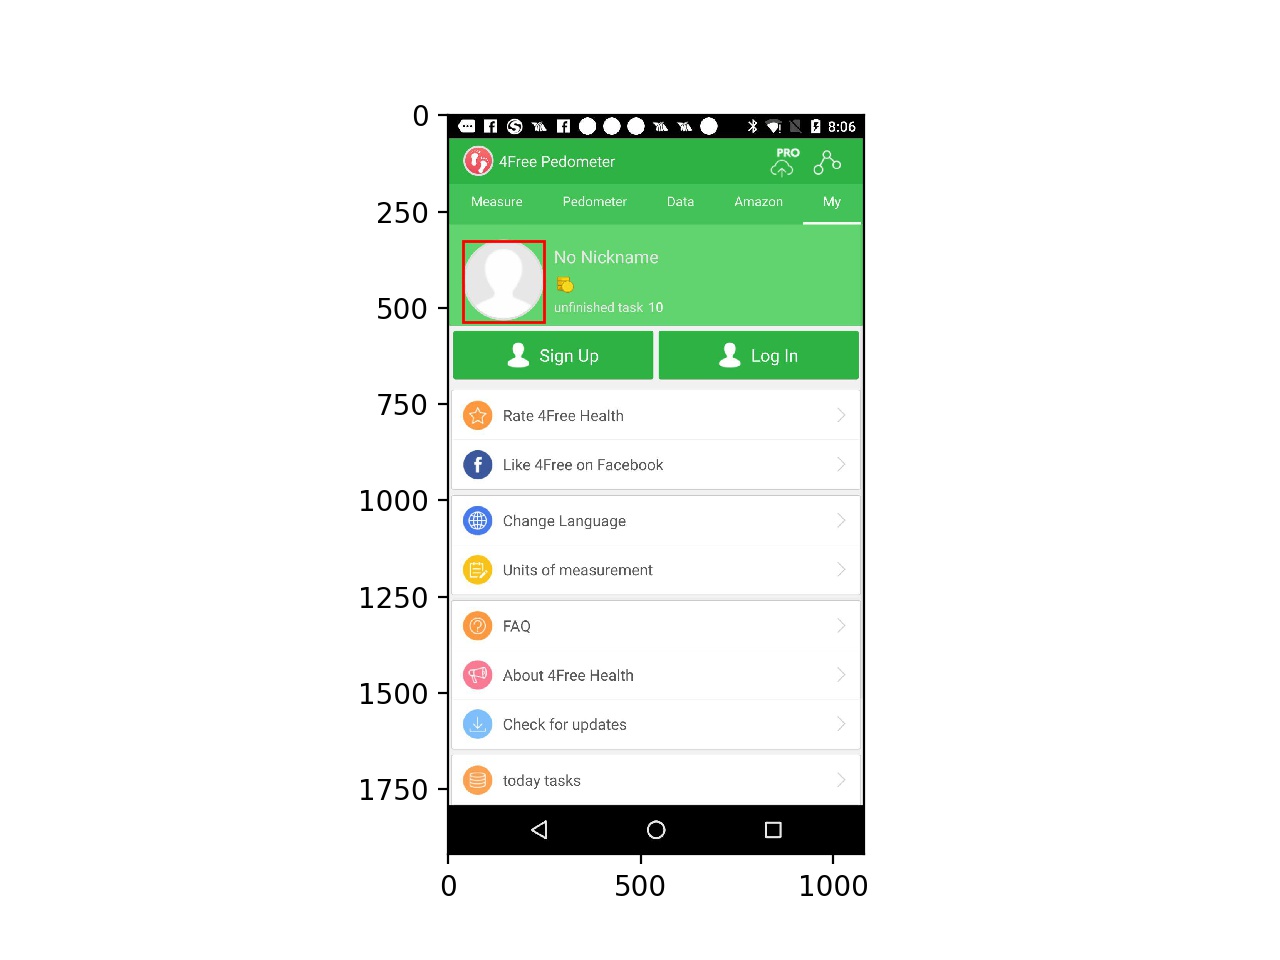 0
8:06
PRO
4Free Pedometer
Measure Pedometer Data Amazon My
250
No Nickname
500
unfinished task 10
Sign Up Log In
750
Rate 4Free Health
Like 4Free on Facebook
1000
Change Language
Units of measurement
1250
FAQ
About 4Free Health
1500
Check for updates
today tasks
1750
0 500 1000